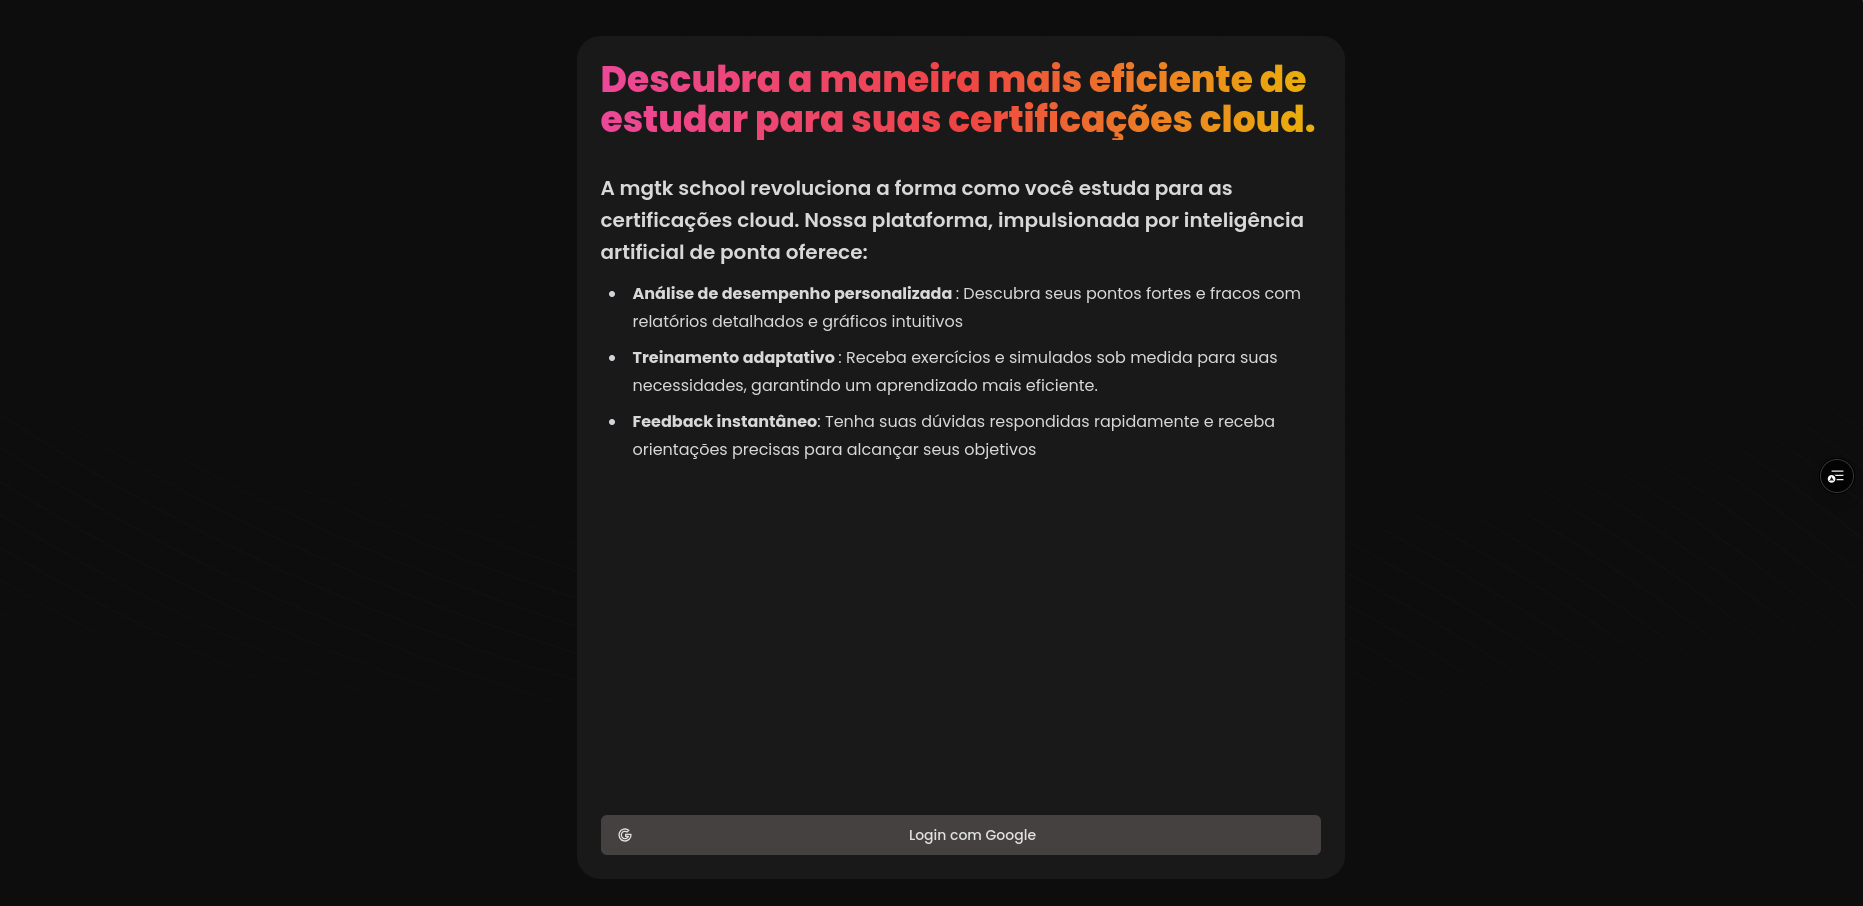 Descubra a maneira mais eficiente de
estudar para suas certificações cloud.
A mgtk school revoluciona a forma como você estuda para as
certificações cloud. Nossa plataforma, impulsionada por inteligência
artificial de ponta oferece:
Análise de desempenho personalizada : Descubra seus pontos fortes e fracos com
relatórios detalhados e gráficos intuitivos
Treinamento adaptativo : Receba exercícios e simulados sob medida para suas
necessidades, garantindo um aprendizado mais eficiente.
Feedback instantâneo: Tenha suas dúvidas respondidas rapidamente e receba
orientações precisas para alcançar seus objetivos
Login com Google